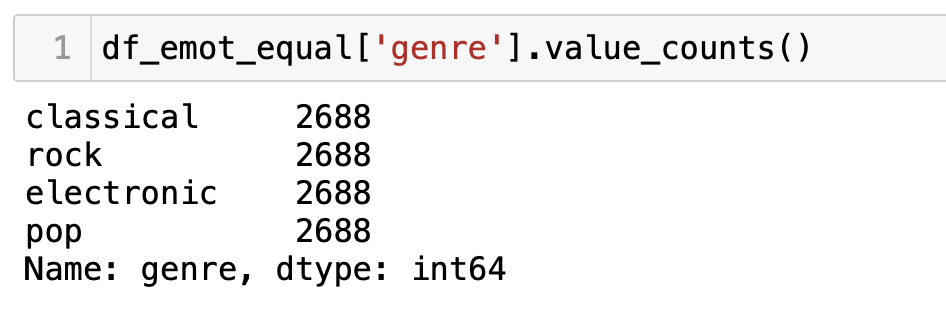 1 df_emot_equal['genre'].value_counts()
classical 2688
rock 2688
electronic 2688
pop 2688
Name: genre, dtype: int64